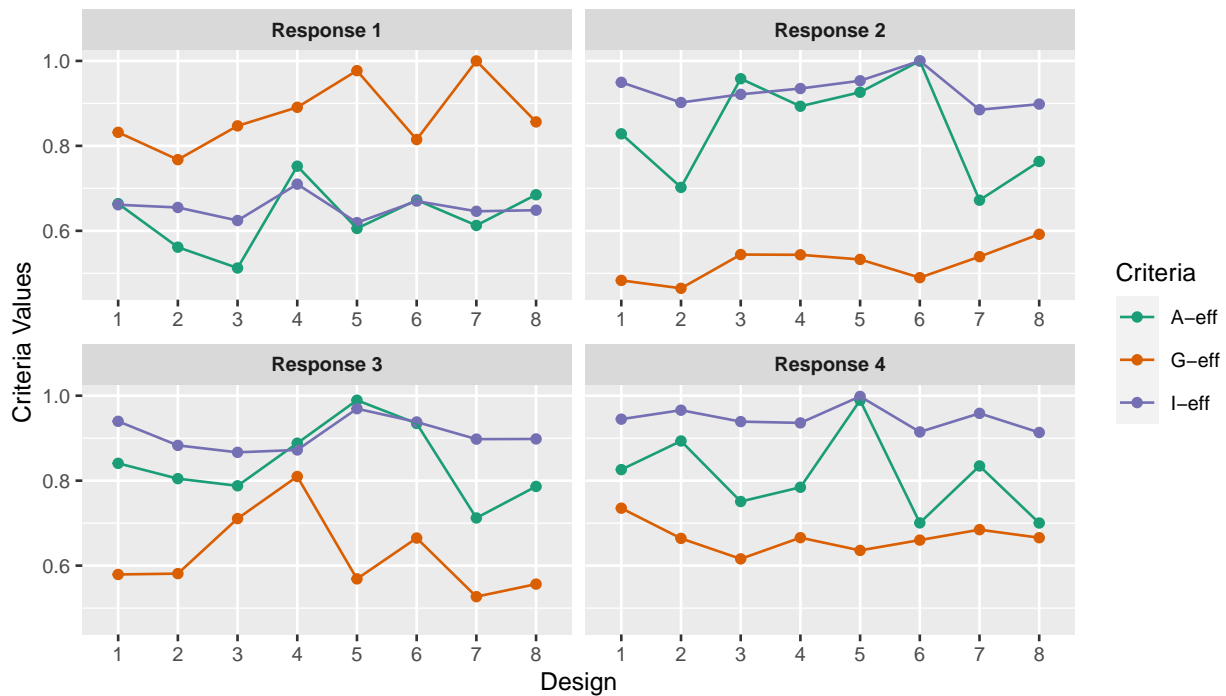 Response 1
Response 2
1.0
0.8
0.6
1 2 3 4 5 6 7 8
1 2 3 4 5 6 7 8
Response 3
Response 4
1.0
0.8
0.6
1 2 3 4 5 6 7 8
1 2 3 4 5 6 7 8
Criteria Values
Design
Criteria
A−eff
G−eff
I−eff